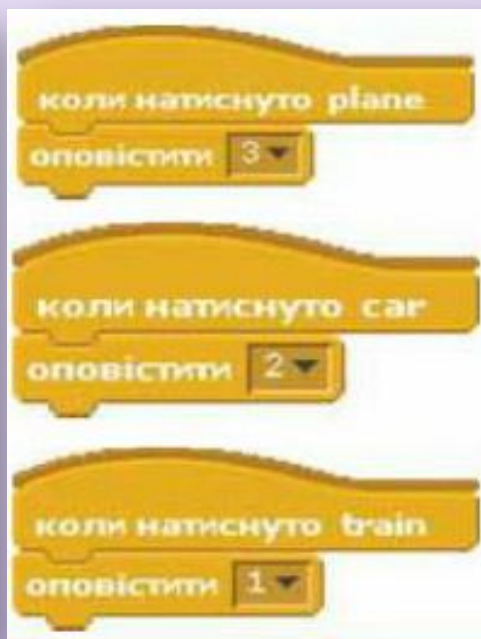 коли натиснуто plane
оповістити 3
коли натиснуто car
оповістити 2
коли натиснуто train
оповістити 1